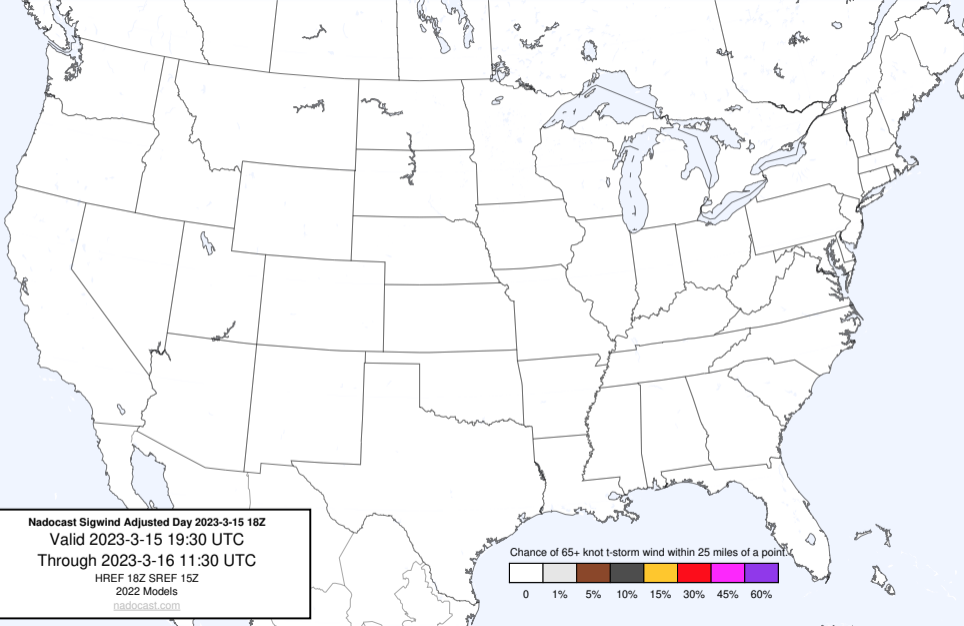 Nadocast Sigwind Adjusted Day 2023-3-15 18Z
Valid 2023-3-15 19:30 UTC
Through 2023-3-16 11:30 UTC
HREF 18Z SREF 15Z
2022 Models
nadocast.com
Chance of 65+ knot t-storm wind within 25 miles of a point.
0 1% 5% 10% 15% 30% 45% 60%